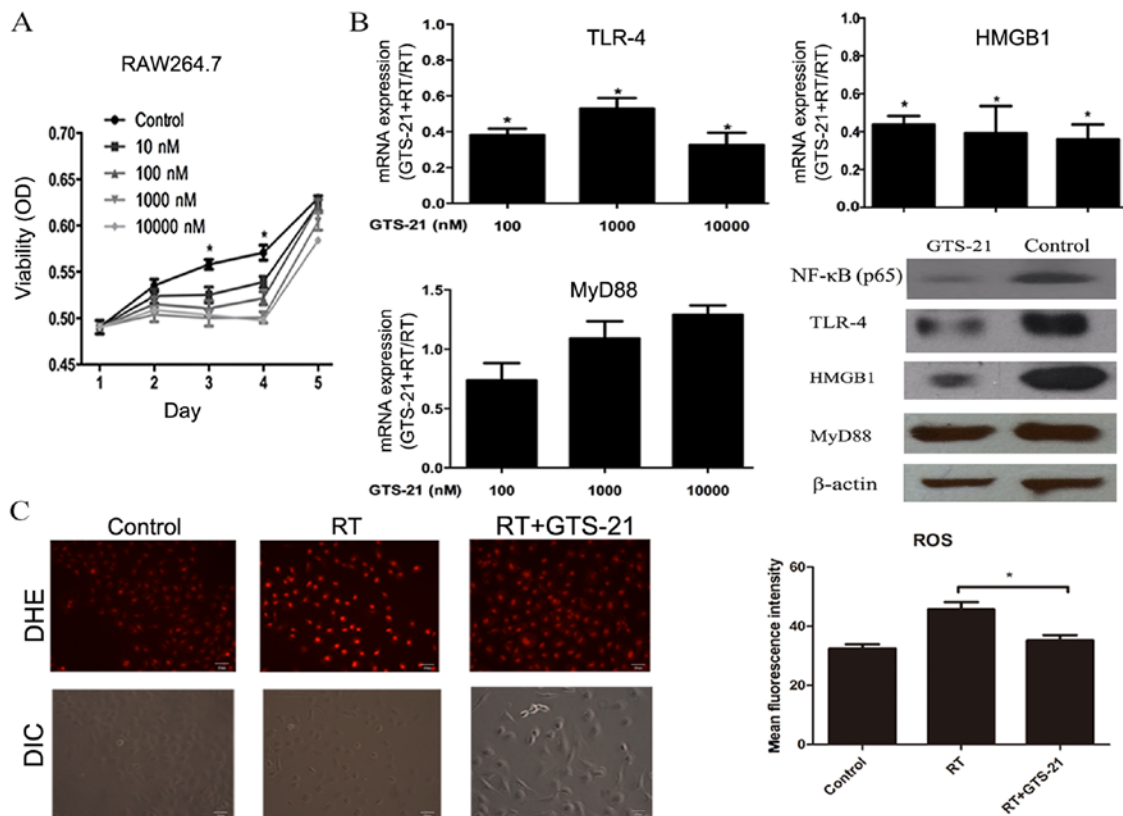 A
RAW264.7
Control
10 nM
100 nM
1000 nM
10000 nM
Viability (OD)
0.70
0.65
0.60
0.55
0.50
0.45
*
*
1 2 3 4 5
Day
B
TLR-4
mRNA expression
(GTS-21+RT/RT)
1.0
0.8
0.6
0.4
0.2
0.0
* * *
GTS-21 (nM) 100 1000 10000
HMGB1
mRNA expression
(GTS-21+RT/RT)
1.0
0.8
0.6
0.4
0.2
0.0
* * *
MyD88
mRNA expression
(GTS-21+RT/RT)
1.5
1.0
0.5
0.0
GTS-21 (nM) 100 1000 10000
GTS-21 Control
NF-κB (p65)
TLR-4
HMGB1
MyD88
β-actin
C
Control RT RT+GTS-21
DHE
DIC
ROS
Mean fluorescence intensity
60
40
20
0
*
Control RT RT+GTS-21